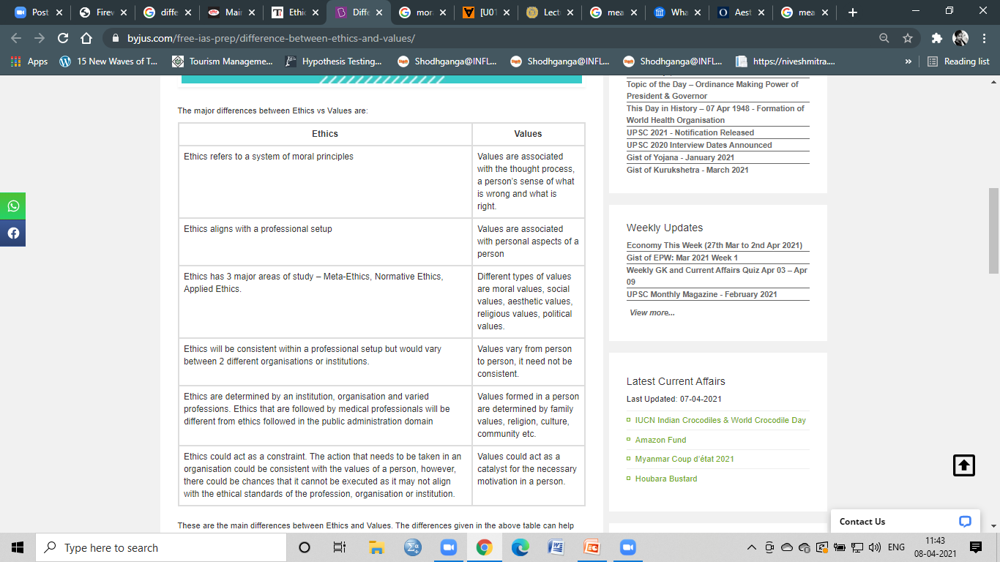 Post
Firev
diffe
Mair
Ethic
Diffe
mor
[U01
Lect
mea
Wha
Aest
mea
byjus.com/free-ias-prep/difference-between-ethics-and-values/
Apps
15 New Waves of T...
Tourism Manageme...
Hypothesis Testing...
Shodhganga@INFL...
Shodhganga@INFL...
Shodhganga@INFL...
https://niveshmitra....
»
Reading list
The major differences between Ethics vs Values are:
Ethics
Values
Ethics refers to a system of moral principles
Values are associated
with the thought process,
a person's sense of what
is wrong and what is
right.
Ethics aligns with a professional setup
Values are associated
with personal aspects of a
person
Ethics has 3 major areas of study – Meta-Ethics, Normative Ethics,
Applied Ethics.
Different types of values
are moral values, social
values, aesthetic values,
religious values, political
values.
Ethics will be consistent within a professional setup but would vary
between 2 different organisations or institutions.
Values vary from person
to person, it need not be
consistent.
Ethics are determined by an institution, organisation and varied
professions. Ethics that are followed by medical professionals will be
different from ethics followed in the public administration domain
Values formed in a person
are determined by family
values, religion, culture,
community etc.
Ethics could act as a constraint. The action that needs to be taken in an
organisation could be consistent with the values of a person, however,
there could be chances that it cannot be executed as it may not align
with the ethical standards of the profession, organisation or institution.
Values could act as a
catalyst for the necessary
motivation in a person.
These are the main differences between Ethics and Values. The differences given in the above table can help
Topic of the Day – Ordinance Making Power of
President & Governor
This Day in History – 07 Apr 1948 - Formation of
World Health Organisation
UPSC 2021 - Notification Released
UPSC 2020 Interview Dates Announced
Gist of Yojana - January 2021
Gist of Kurukshetra - March 2021
Weekly Updates
Economy This Week (27th Mar to 2nd Apr 2021)
Gist of EPW: Mar 2021 Week 1
Weekly GK and Current Affairs Quiz Apr 03 – Apr
09
UPSC Monthly Magazine - February 2021
View more...
Latest Current Affairs
Last Updated: 07-04-2021
IUCN Indian Crocodiles & World Crocodile Day
Amazon Fund
Myanmar Coup d'état 2021
Houbara Bustard
Contact Us
Type here to search
ENG
11:43
08-04-2021